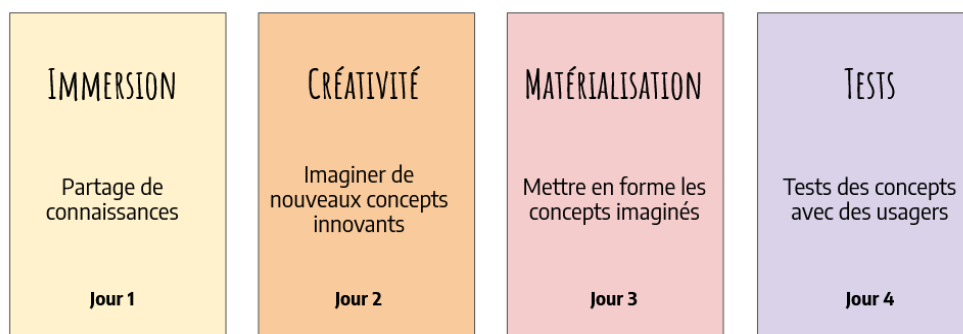 IMMERSION
Partage de
connaissances
Jour 1
CRÉATIVITÉ
Imaginer de
nouveaux concepts
innovants
Jour 2
MATÉRIALISATION
Mettre en forme les
concepts imaginés
Jour 3
TESTS
Tests des concepts
avec des usagers
Jour 4